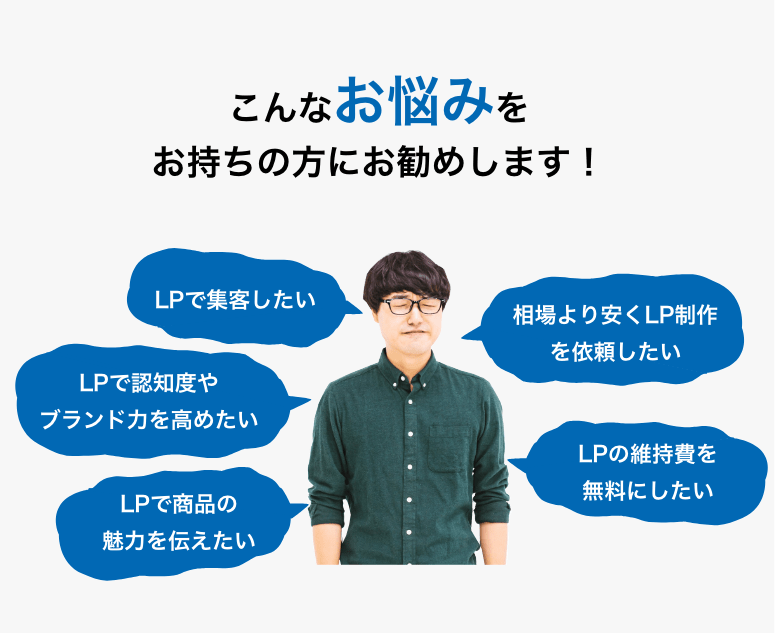 こんなお悩みを
お持ちの方にお勧めします！
LPで集客したい
相場より安くLP制作
を依頼したい
LPで認知度や
ブランド力を高めたい
LPの維持費を
無料にしたい
LPで商品の
魅力を伝えたい